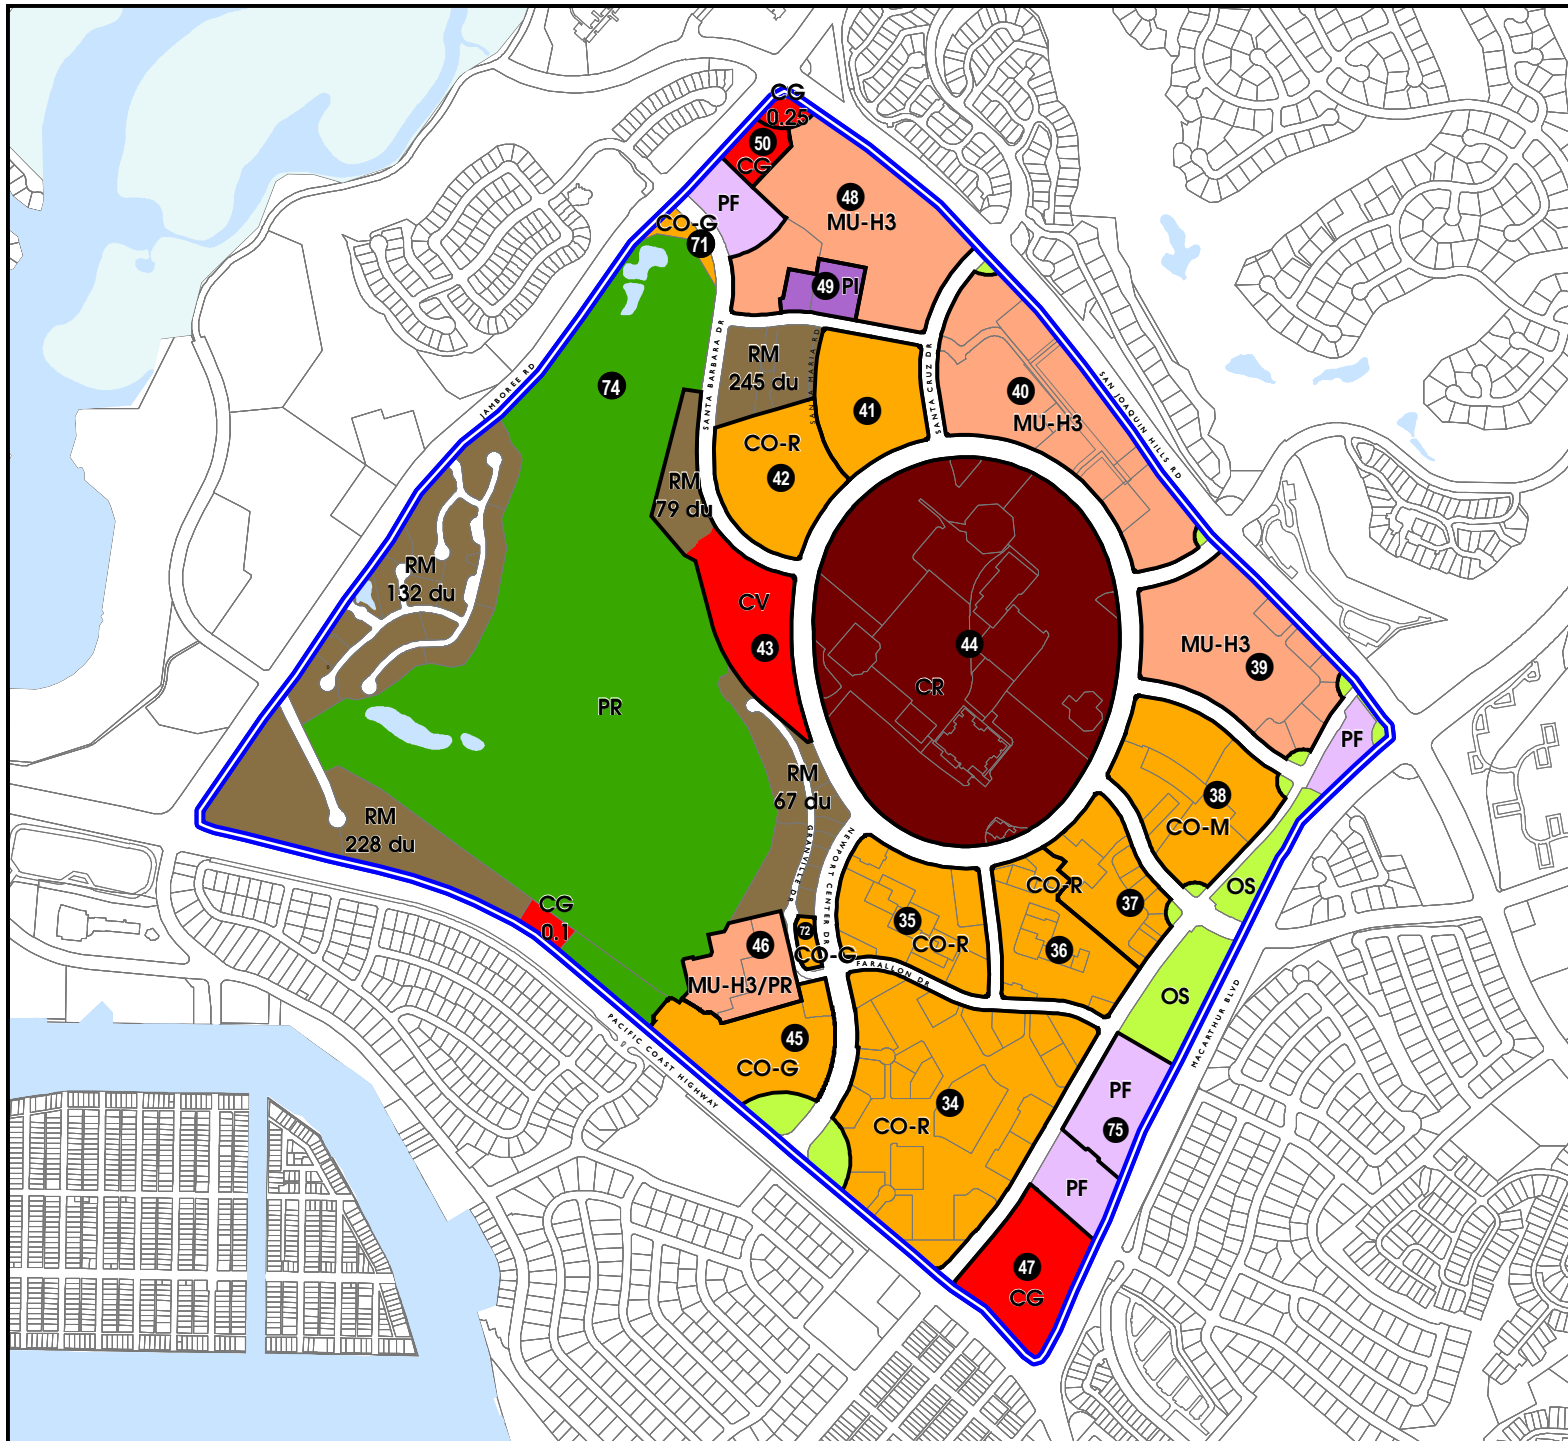 CG
0.25
50
CG
48
MU-H3
PF
CO-G
71
49 PI
RM
245 du
SANTA BARBARA DR
SANTA MARIA RD
SANTA CRUZ DR
41
40
MU-H3
SAN JOAQUIN HILLS RD
JAMBOREE RD
74
CO-R
42
RM
79 du
RM
132 du
CV
43
44
CR
MU-H3
39
PF
PR
RM
67 du
38
CO-M
RM
228 du
GRANVILLE DR
NEWPORT CENTER DR
CG
0.1
CO-R
37
OS
35
CO-R
36
72
CO-G
46
MU-H3/PR
FARALLON DR
OS
MACARTHUR BLVD
PACIFIC COAST HIGHWAY
45
CO-G
34
CO-R
PF
75
PF
47
CG